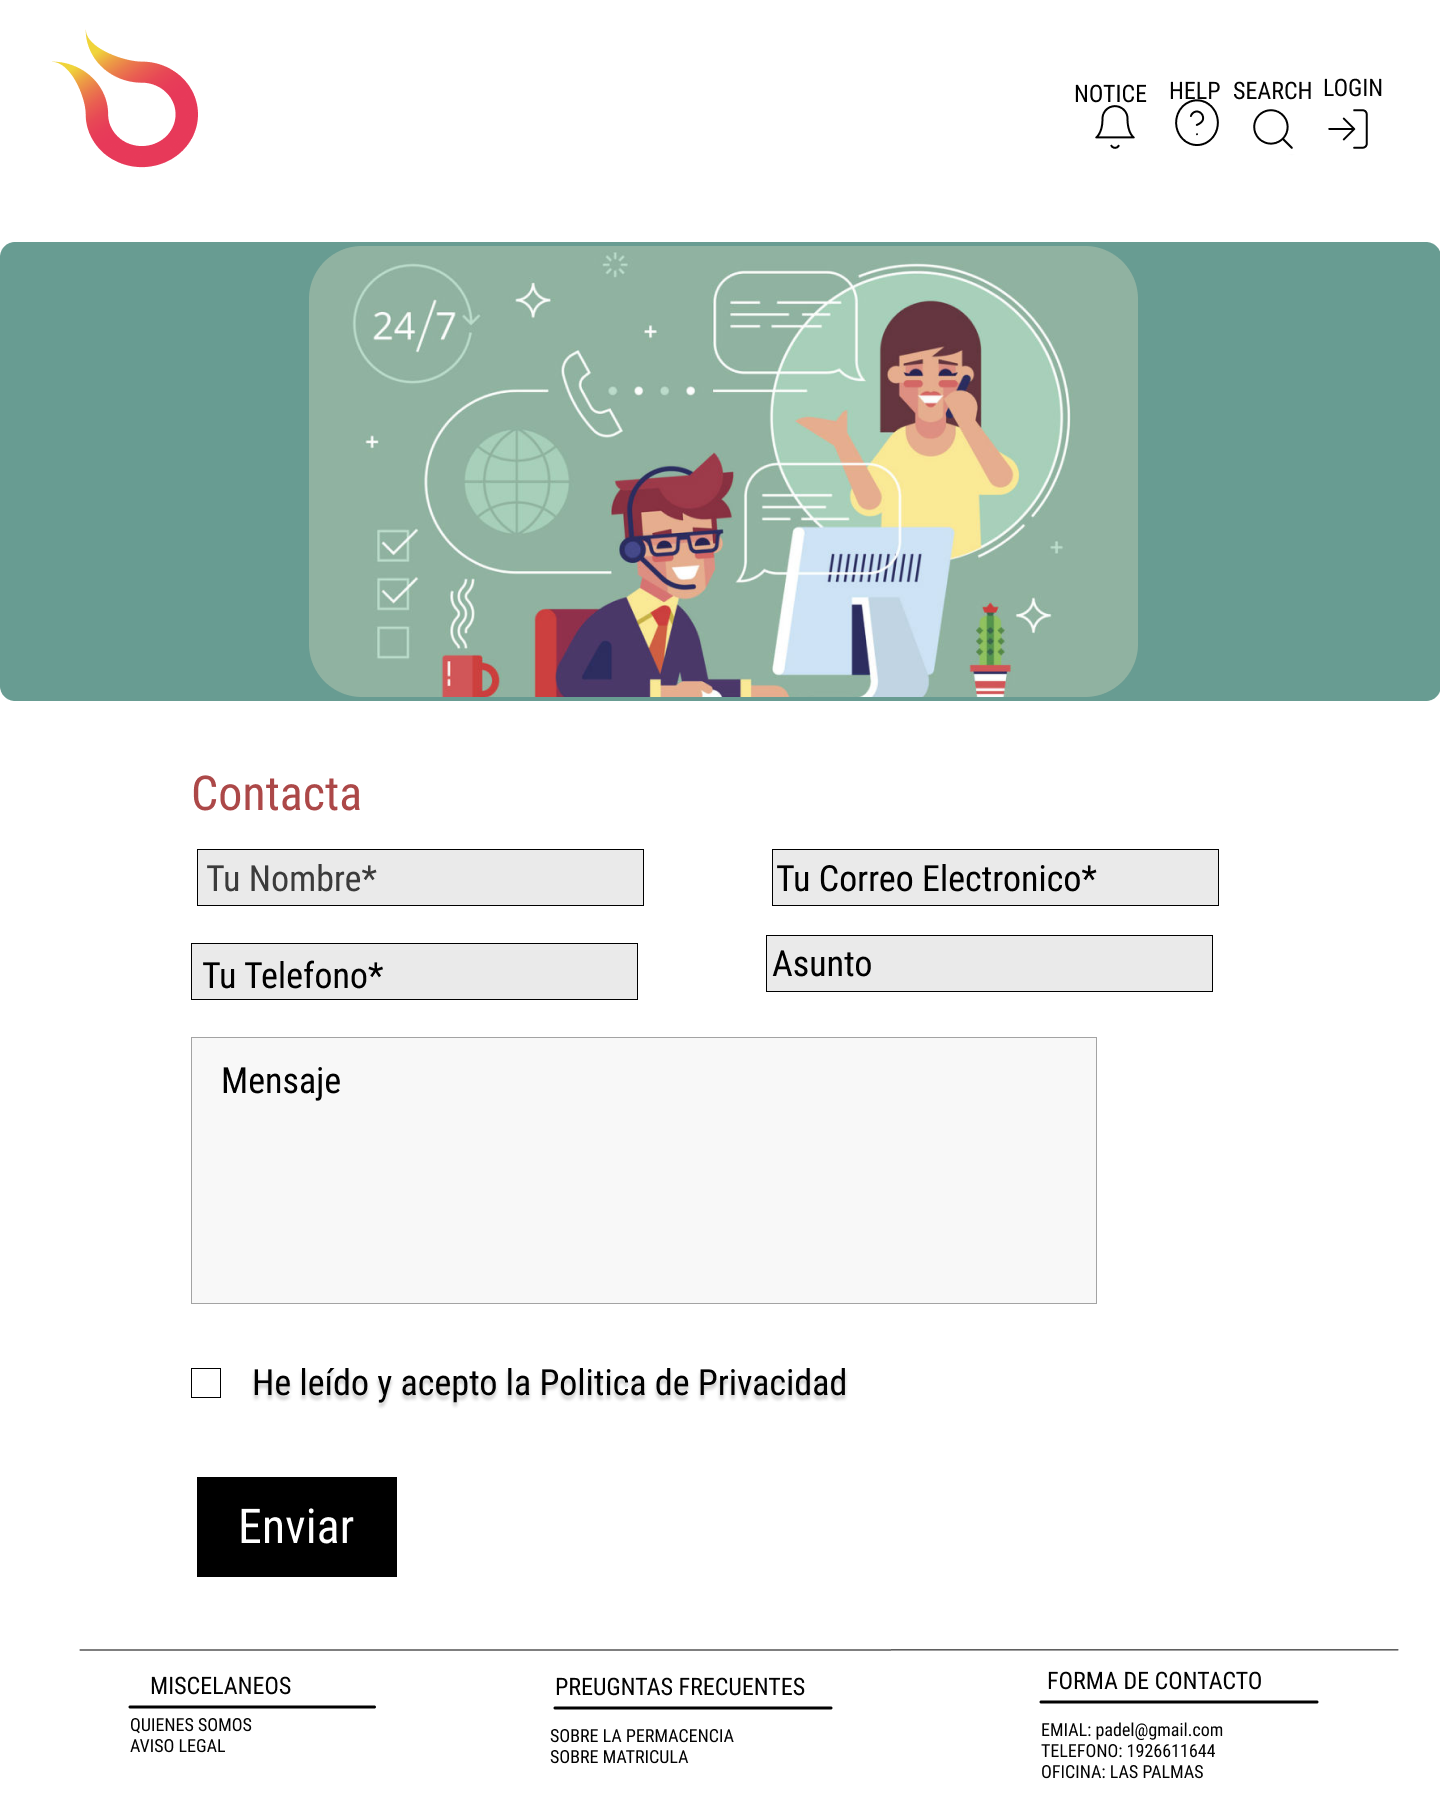 NOTICE HELP SEARCH LOGIN
24/7
Contacta
Tu Nombre*
Tu Correo Electronico*
Tu Telefono*
Asunto
Mensaje
He leído y acepto la Politica de Privacidad
Enviar
MISCELANEOS
QUIENES SOMOS
AVISO LEGAL
PREUGNTAS FRECUENTES
SOBRE LA PERMACENCIA
SOBRE MATRICULA
FORMA DE CONTACTO
EMIAL: padel@gmail.com
TELEFONO: 1926611644
OFICINA: LAS PALMAS